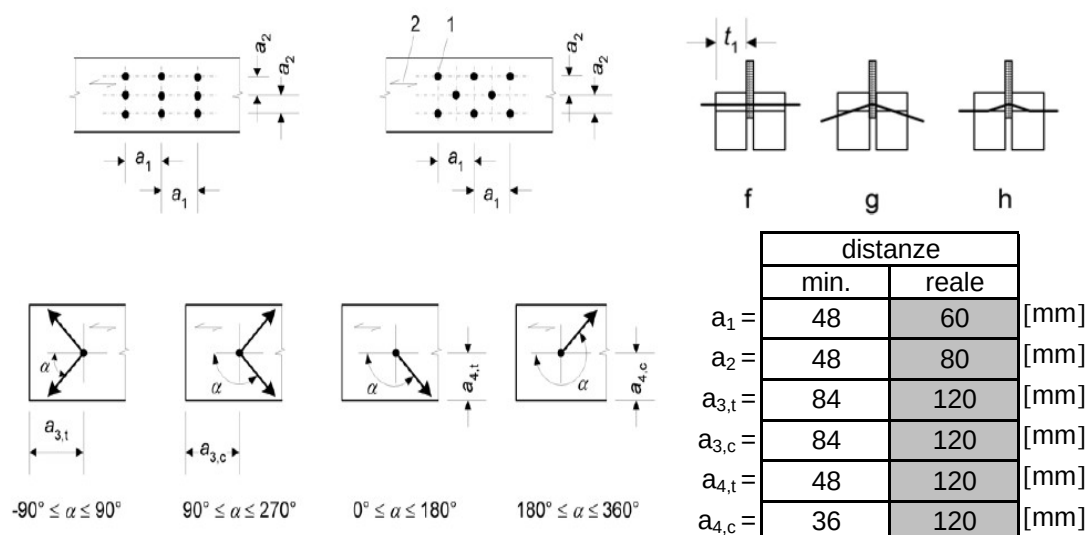 2 1
a2
a2
a2
a2
a1
a1
a1
a1
t1
f g h
α
a3,t
-90° ≤ α ≤ 90°
α
a3,c
90° ≤ α ≤ 270°
α
a4,t
0° ≤ α ≤ 180°
α
a4,c
180° ≤ α ≤ 360°
distanze
min. reale
a1 = 48 60 [mm]
a2 = 48 80 [mm]
a3,t = 84 120 [mm]
a3,c = 84 120 [mm]
a4,t = 48 120 [mm]
a4,c = 36 120 [mm]